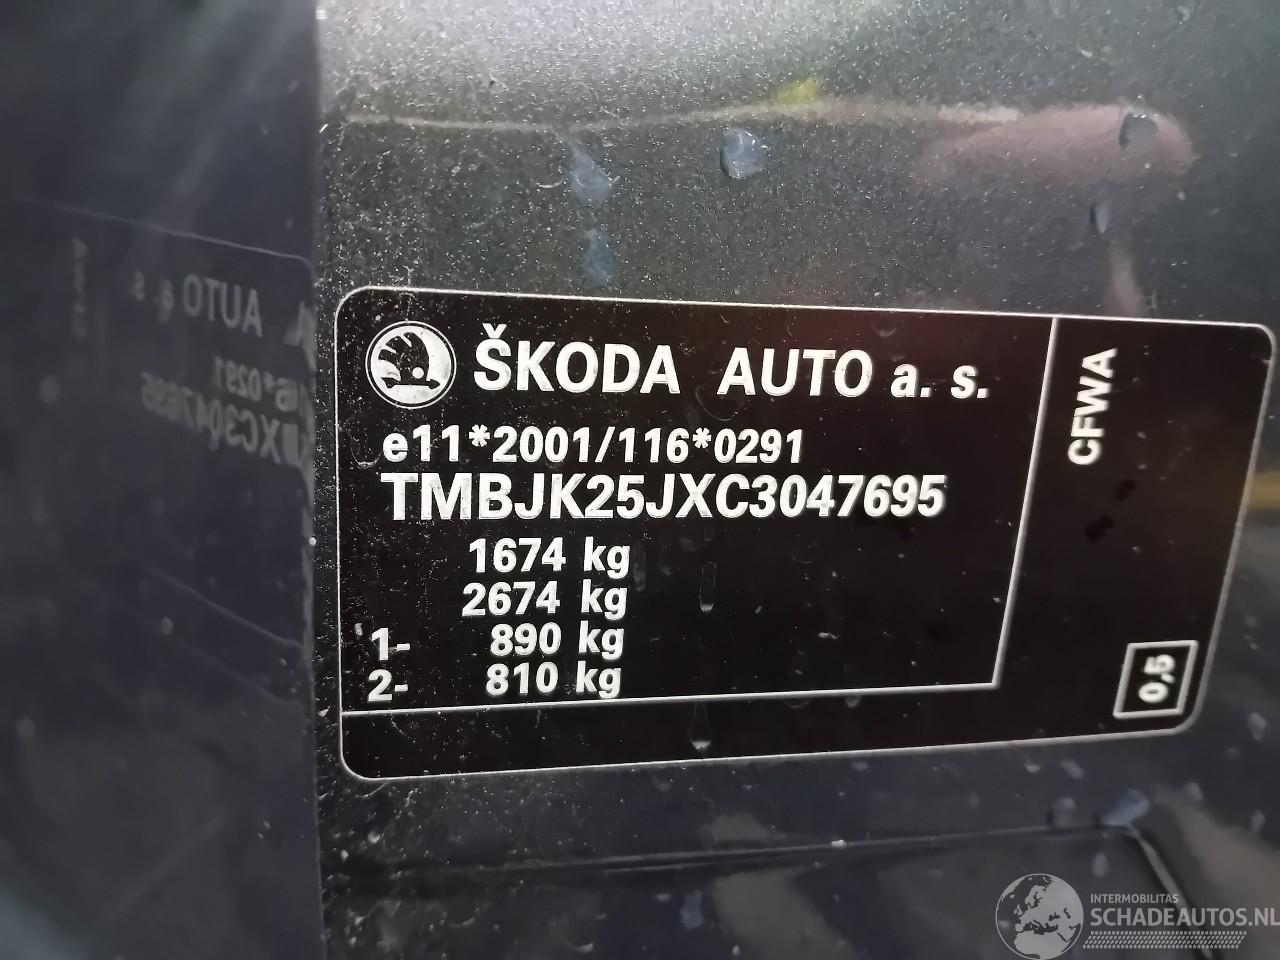 ŠKODA AUTO a. s.
e11*2001/116*0291
TMBJK25JXC3047695
1674 kg
2674 kg
1- 890 kg
2- 810 kg
CFWA
0,5
INTERMOBILITAS
SCHADEAUTOS.NL